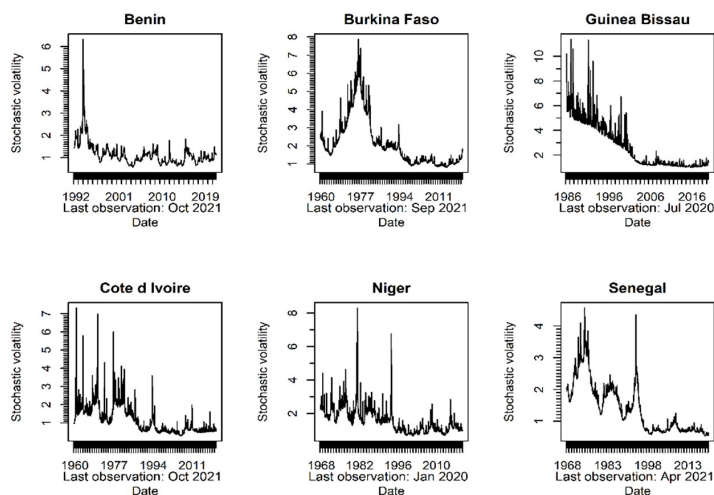 Benin
Stochastic volatility
6
5
4
3
2
1
1992 2001 2010 2019
Last observation: Oct 2021
Date
Burkina Faso
Stochastic volatility
8
7
6
5
4
3
2
1
1960 1977 1994
Last observation: Sep 2021
Date
Guinea Bissau
Stochastic volatility
10
8
6
4
2
1986 1996 2006 2016
Last observation: Jul 2020
Date
Cote d Ivoire
Stochastic volatility
7
6
5
4
3
2
1
1960 1977 1994 2011
Last observation: Oct 2021
Date
Niger
Stochastic volatility
8
6
4
2
1968 1982 1996 2010
Last observation: Jan 2020
Date
Senegal
Stochastic volatility
4
3
2
1
1968 1983 1998 2013
Last observation: Apr 2021
Date